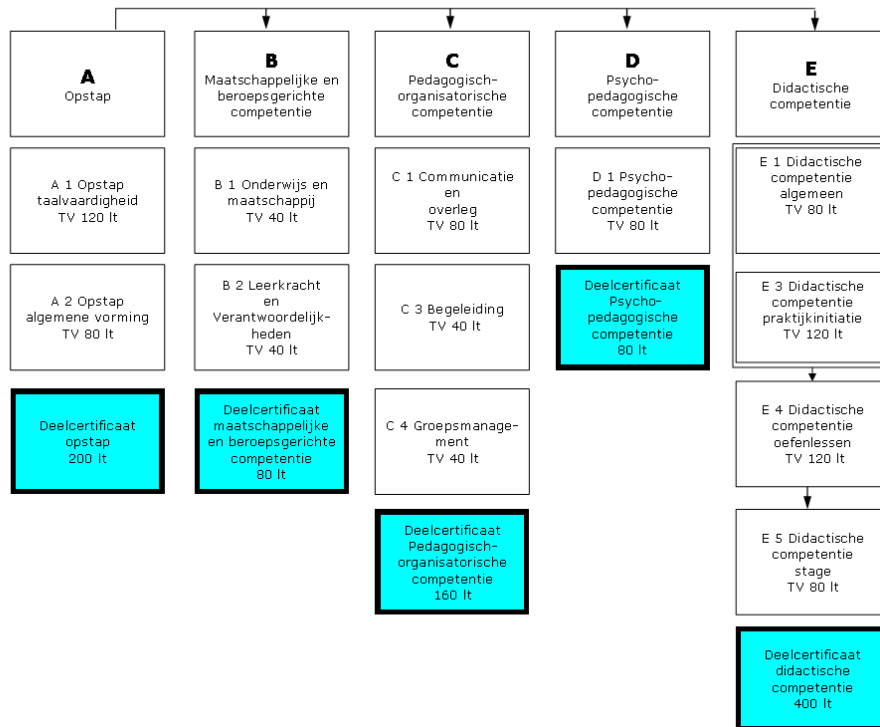 A
Opstap
A 1 Opstap
taalvaardigheid
TV 120 lt
A 2 Opstap
algemene vorming
TV 80 lt
Deelcertificaat
opstap
200 lt
B
Maatschappelijke en
beroepsgerichte
competentie
B 1 Onderwijs en
maatschappij
TV 40 lt
B 2 Leerkracht
en
Verantwoordelijk-
heden
TV 40 lt
Deelcertificaat
maatschappelijke
en beroepsgerichte
competentie
80 lt
C
Pedagogisch-
organisatorische
competentie
C 1 Communicatie
en
overleg
TV 80 lt
C 3 Begeleiding
TV 40 lt
C 4 Groepsmanage-
ment
TV 40 lt
Deelcertificaat
Pedagogisch-
organisatorische
competentie
160 lt
D
Psycho-
pedagogische
competentie
D 1 Psycho-
pedagogische
competentie
TV 80 lt
Deelcertificaat
Psycho-
pedagogische
competentie
80 lt
E
Didactische
competentie
E 1 Didactische
competentie
algemeen
TV 80 lt
E 3 Didactische
competentie
praktijkinitiatie
TV 120 lt
E 4 Didactische
competentie
oefenlessen
TV 120 lt
E 5 Didactische
competentie
stage
TV 80 lt
Deelcertificaat
didactische
competentie
400 lt